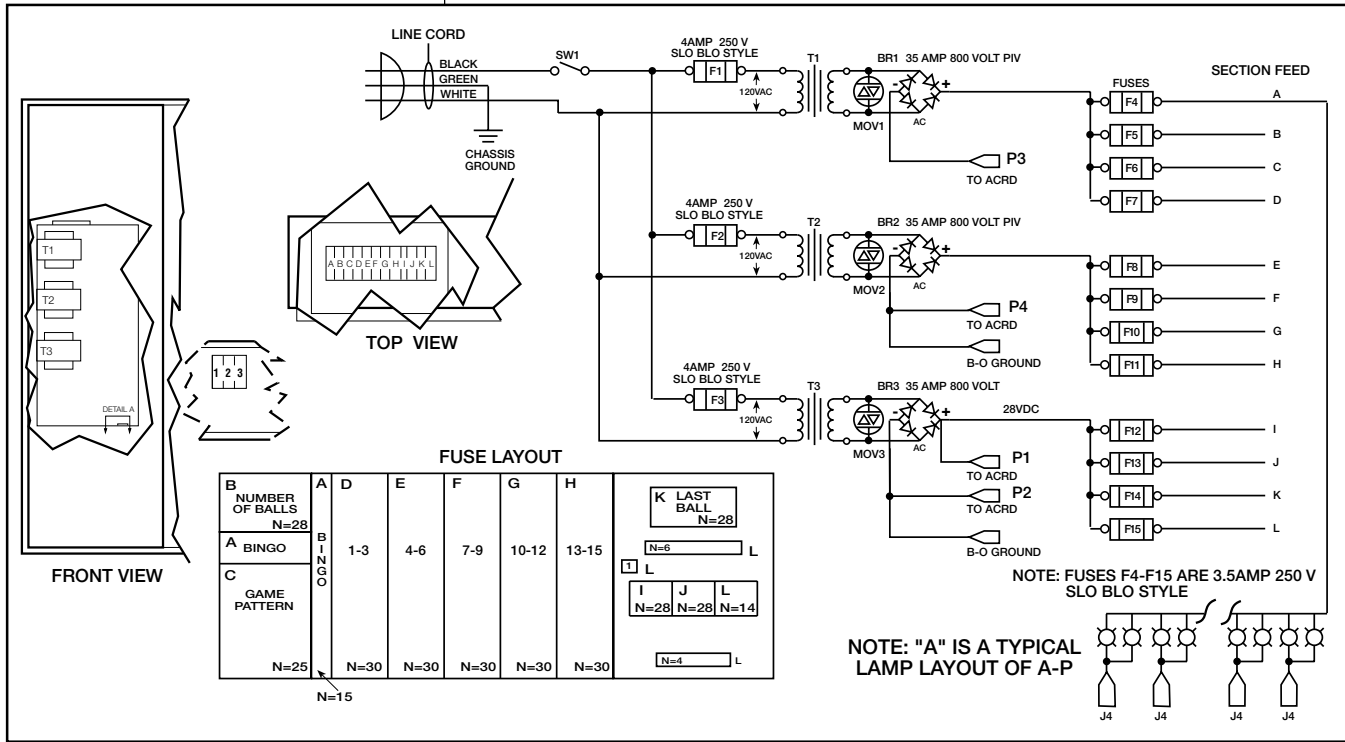 LINE CORD
BLACK
GREEN
WHITE
SW1
CHASSIS
GROUND
4AMP 250 V
SLO BLO STYLE
F1
120VAC
T1
MOV1
BR1 35 AMP 800 VOLT PIV
-
+
AC
P3
TO ACRD
FUSES
SECTION FEED
F4
A
F5
B
F6
C
F7
D
4AMP 250 V
SLO BLO STYLE
F2
120VAC
T2
MOV2
BR2 35 AMP 800 VOLT PIV
-
+
AC
P4
TO ACRD
B-O GROUND
F8
E
F9
F
F10
G
F11
H
4AMP 250 V
SLO BLO STYLE
F3
120VAC
T3
MOV3
BR3 35 AMP 800 VOLT
-
+
AC
28VDC
P1
TO ACRD
P2
TO ACRD
B-O GROUND
F12
I
F13
J
F14
K
F15
L
NOTE: FUSES F4-F15 ARE 3.5AMP 250 V
SLO BLO STYLE
NOTE: "A" IS A TYPICAL
LAMP LAYOUT OF A-P
J4
J4
J4
J4
T1
T2
T3
DETAIL A
FRONT VIEW
1 2 3
A B C D E F G H I J K L
TOP VIEW
FUSE LAYOUT
B
NUMBER
OF BALLS
N=28
A BINGO
C
GAME
PATTERN
N=25
A
B
I
N
G
O
N=15
D
1-3
N=30
E
4-6
N=30
F
7-9
N=30
G
10-12
N=30
H
13-15
N=30
K LAST
BALL
N=28
N=6 L
1 L
I
N=28
J
N=28
L
N=14
N=4 L